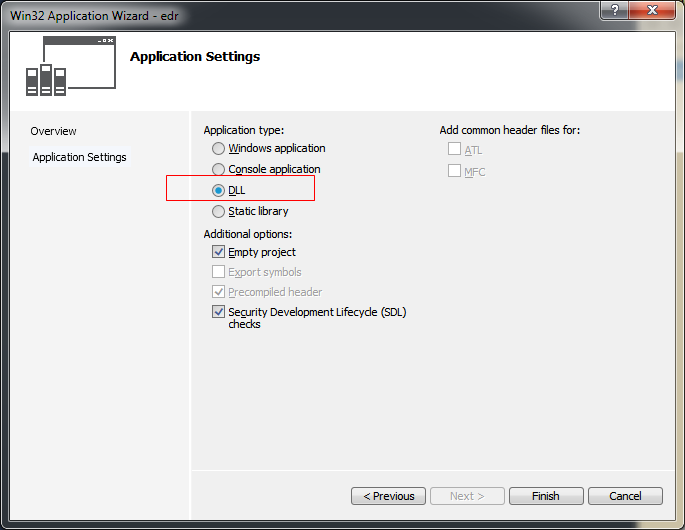 Win32 Application Wizard - edr
?
Application Settings
Overview
Application Settings
Application type:
Windows application
Console application
DLL
Static library
Additional options:
Empty project
Export symbols
Precompiled header
Security Development Lifecycle (SDL)
checks
Add common header files for:
ATL
MFC
< Previous
Next >
Finish
Cancel